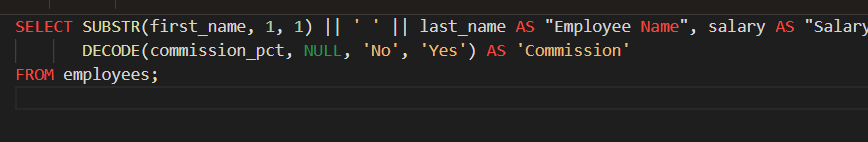 SELECT SUBSTR(first_name, 1, 1) || ' ' || last_name AS "Employee Name", salary AS "Salary
DECODE(commission_pct, NULL, 'No', 'Yes') AS 'Commission'
FROM employees;